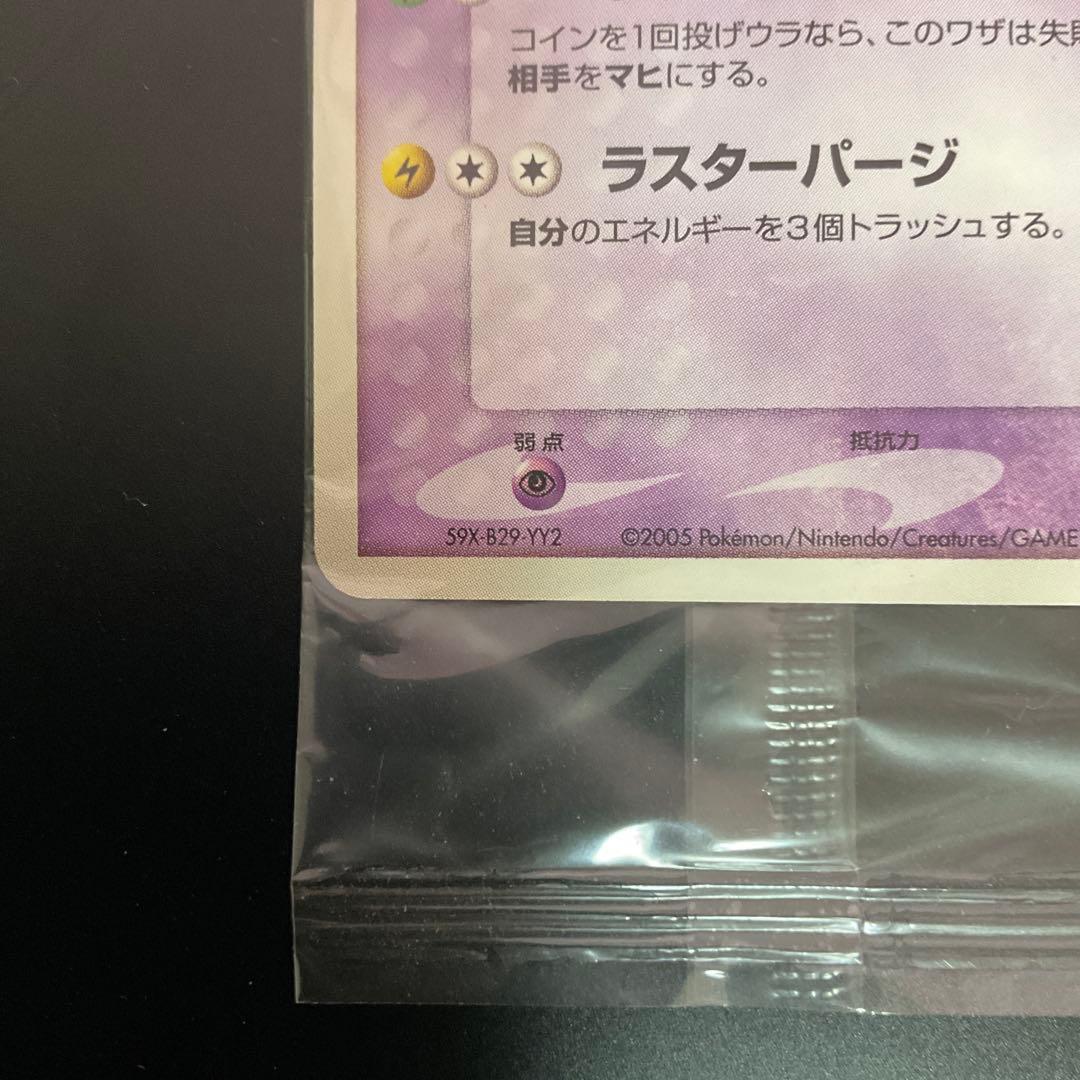 コインを1回投げウラなら、このワザは失敗
相手をマヒにする。
ラスターパージ
自分のエネルギーを3個トラッシュする。
弱点 抵抗力
59X-B29-YY2 ©2005 Pokémon/Nintendo/Creatures/GAME